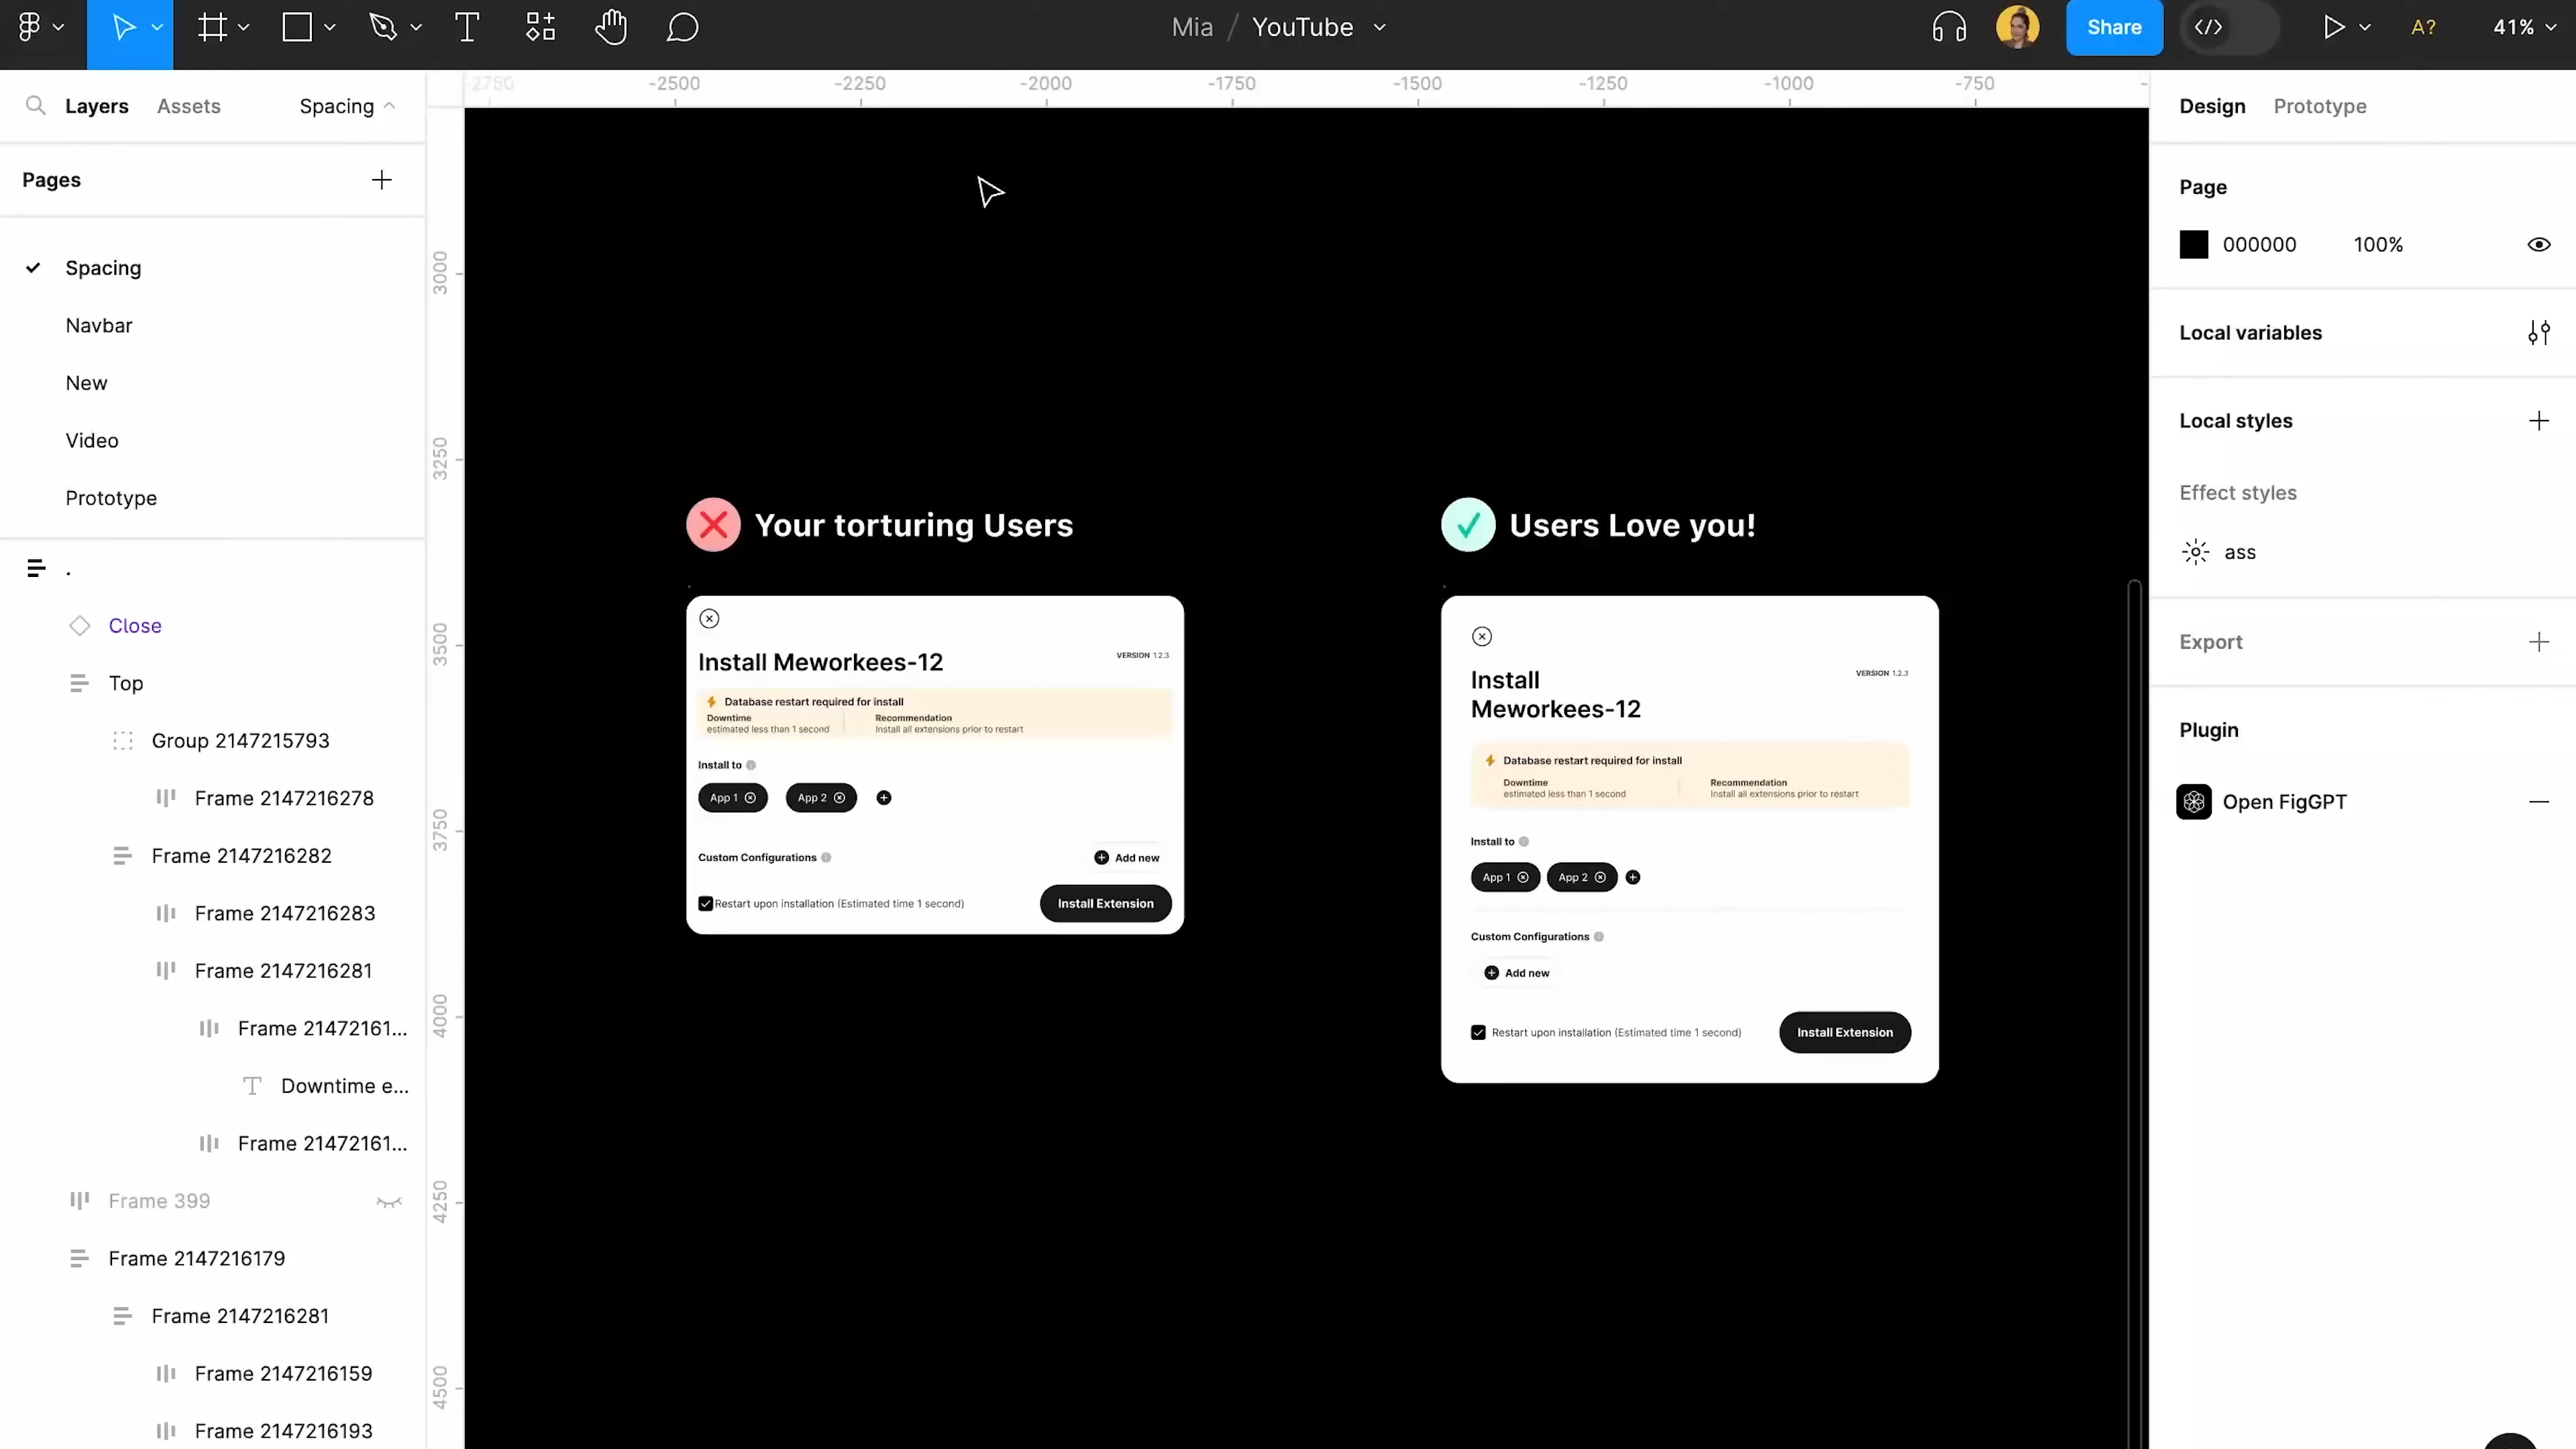 Mia / YouTube
Share
A?
41%
Layers
Assets
Spacing
Pages
Spacing
Navbar
New
Video
Prototype
.
Close
Top
Group 2147215793
Frame 2147216278
Frame 2147216282
Frame 2147216283
Frame 2147216281
Frame 21472161...
Downtime e...
Frame 21472161...
Frame 399
Frame 2147216179
Frame 2147216281
Frame 2147216159
Frame 2147216193
-2750
-2500
-2250
-2000
-1750
-1500
-1250
-1000
-750
3000
3250
3500
3750
4000
4250
4500
Your torturing Users
Install Meworkees-12
VERSION 1.2.3
Database restart required for install
Downtime
estimated less than 1 second
Recommendation
Install all extensions prior to restart
Install to
App 1
App 2
Custom Configurations
Add new
Restart upon installation (Estimated time 1 second)
Install Extension
Users Love you!
Install
Meworkees-12
VERSION 1.2.3
Database restart required for install
Downtime
estimated less than 1 second
Recommendation
Install all extensions prior to restart
Install to
App 1
App 2
Custom Configurations
Add new
Restart upon installation (Estimated time 1 second)
Install Extension
Design
Prototype
Page
000000
100%
Local variables
Local styles
Effect styles
ass
Export
Plugin
Open FigGPT